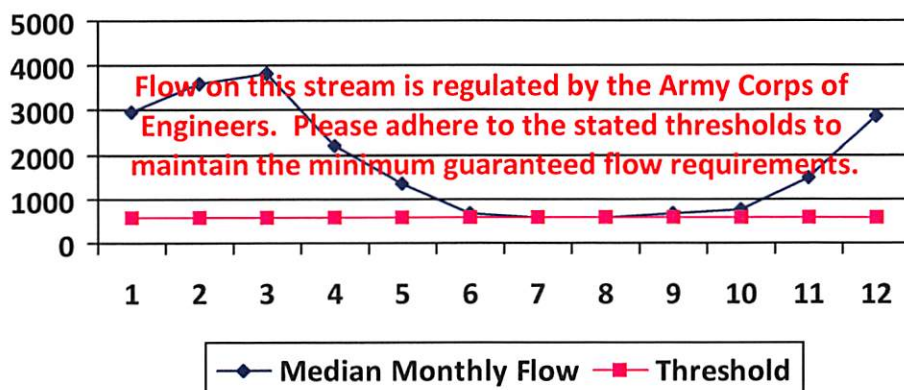 5000
4000
3000
2000
1000
0
Flow on this stream is regulated by the Army Corps of
Engineers. Please adhere to the stated thresholds to
maintain the minimum guaranteed flow requirements.
1 2 3 4 5 6 7 8 9 10 11 12
Median Monthly Flow Threshold